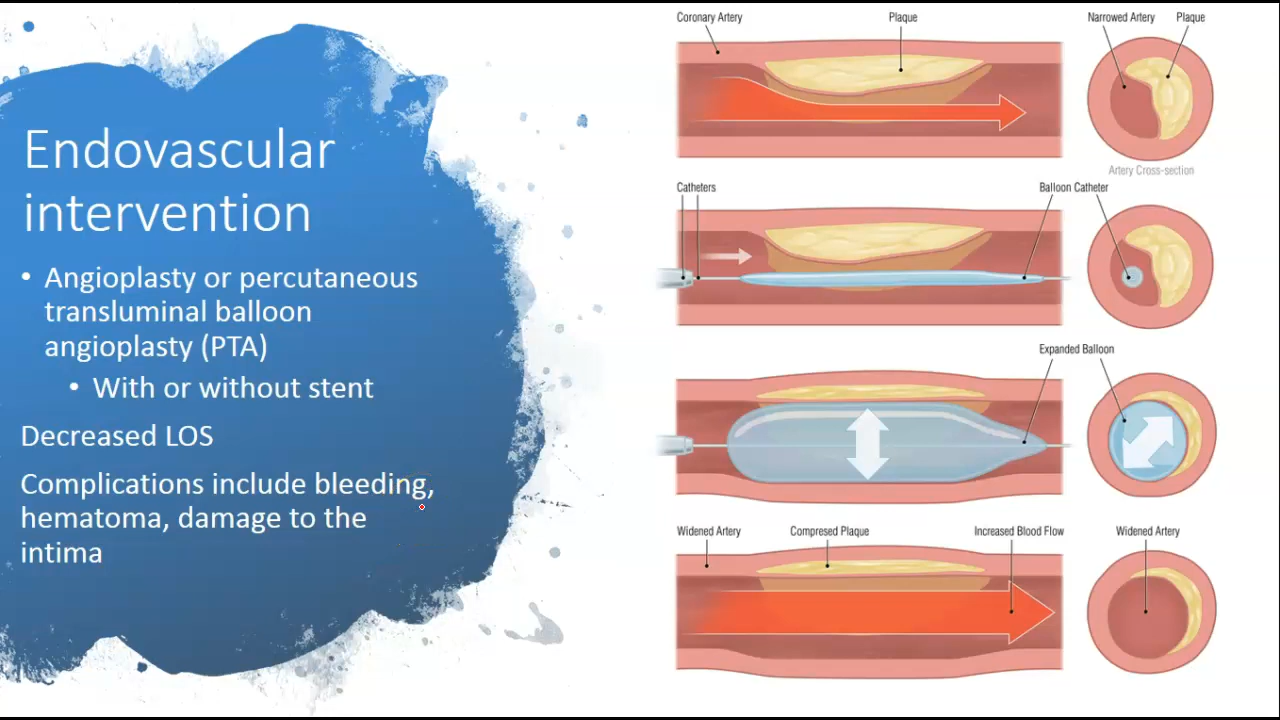 Endovascular
intervention
• Angioplasty or percutaneous
transluminal balloon
angioplasty (PTA)
• With or without stent
Decreased LOS
Complications include bleeding,
hematoma, damage to the
intima
Coronary Artery
Plaque
Narrowed Artery
Plaque
Artery Cross-section
Catheters
Balloon Catheter
Expanded Balloon
Widened Artery
Compresed Plaque
Increased Blood Flow
Widened Artery